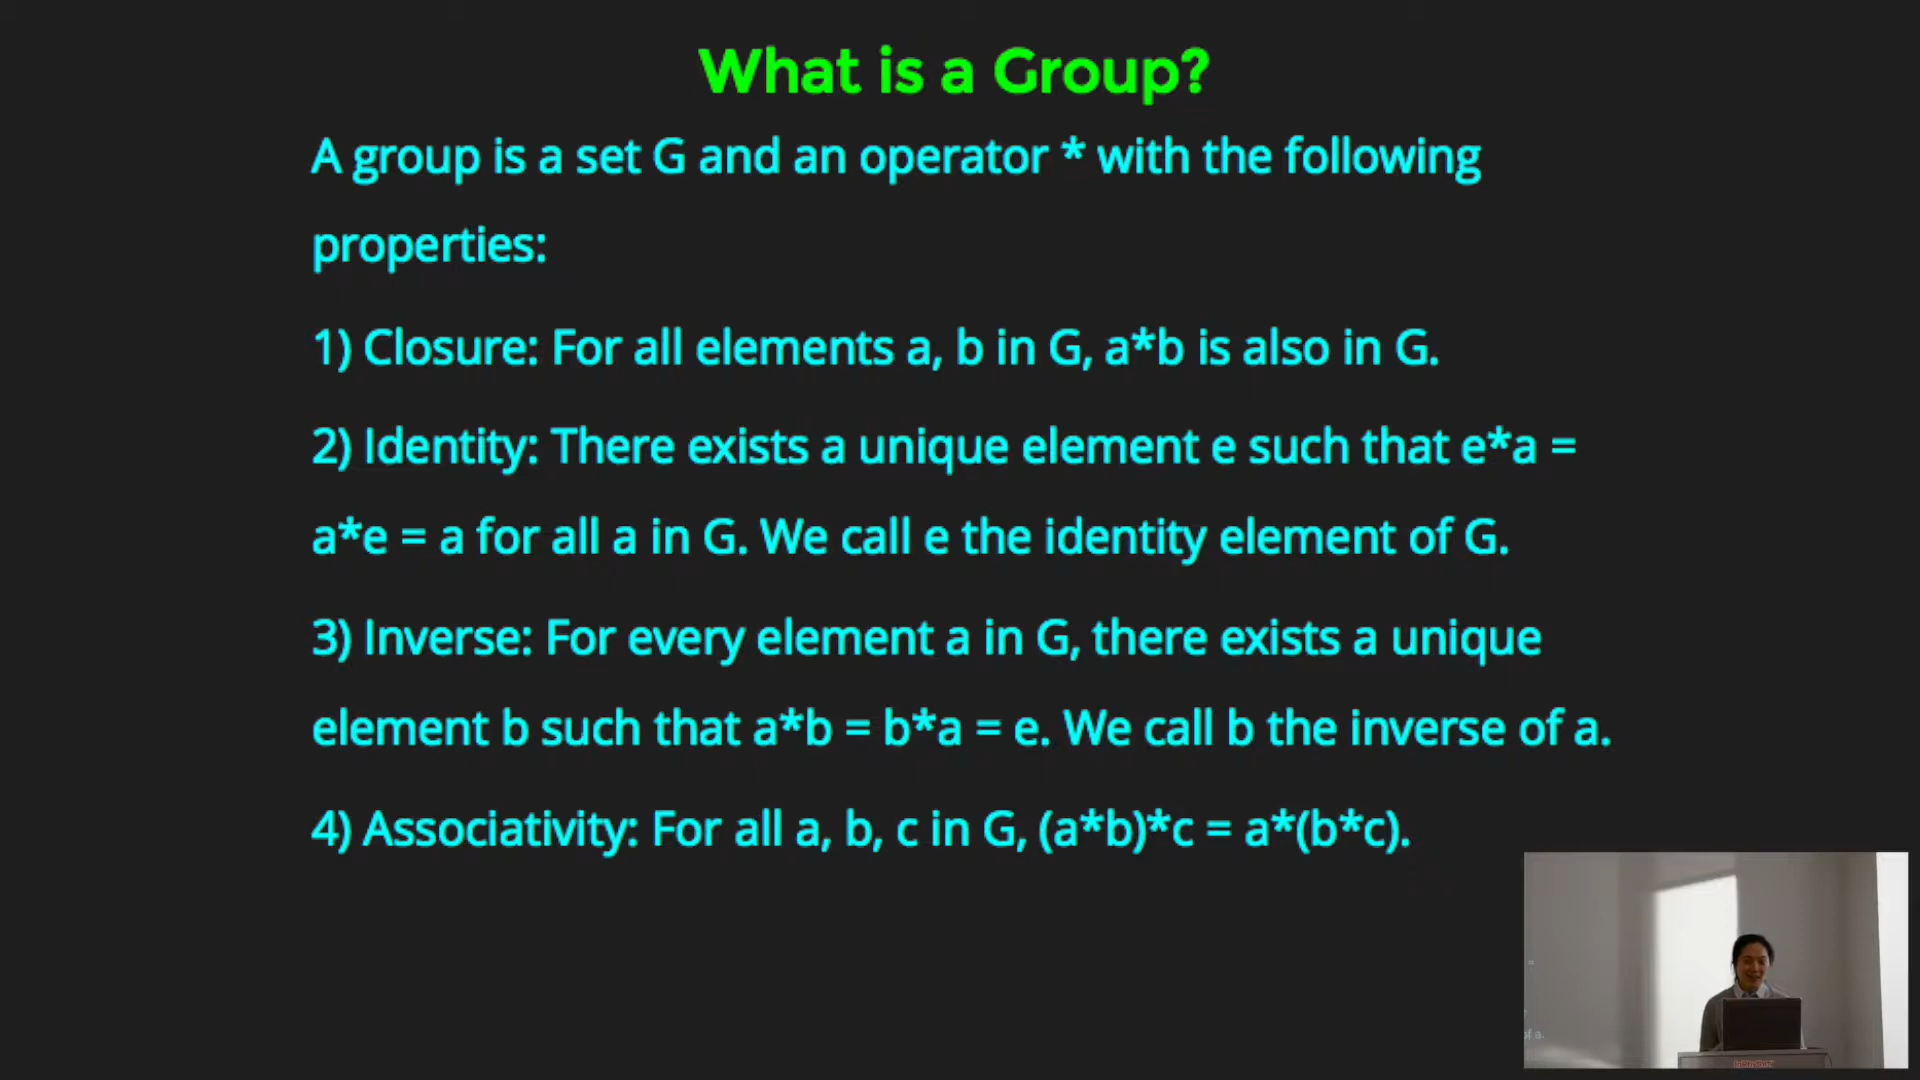 What is a Group?
A group is a set G and an operator * with the following
properties:
1) Closure: For all elements a, b in G, a*b is also in G.
2) Identity: There exists a unique element e such that e*a =
a*e = a for all a in G. We call e the identity element of G.
3) Inverse: For every element a in G, there exists a unique
element b such that a*b = b*a = e. We call b the inverse of a.
4) Associativity: For all a, b, c in G, (a*b)*c = a*(b*c).
=
of a.